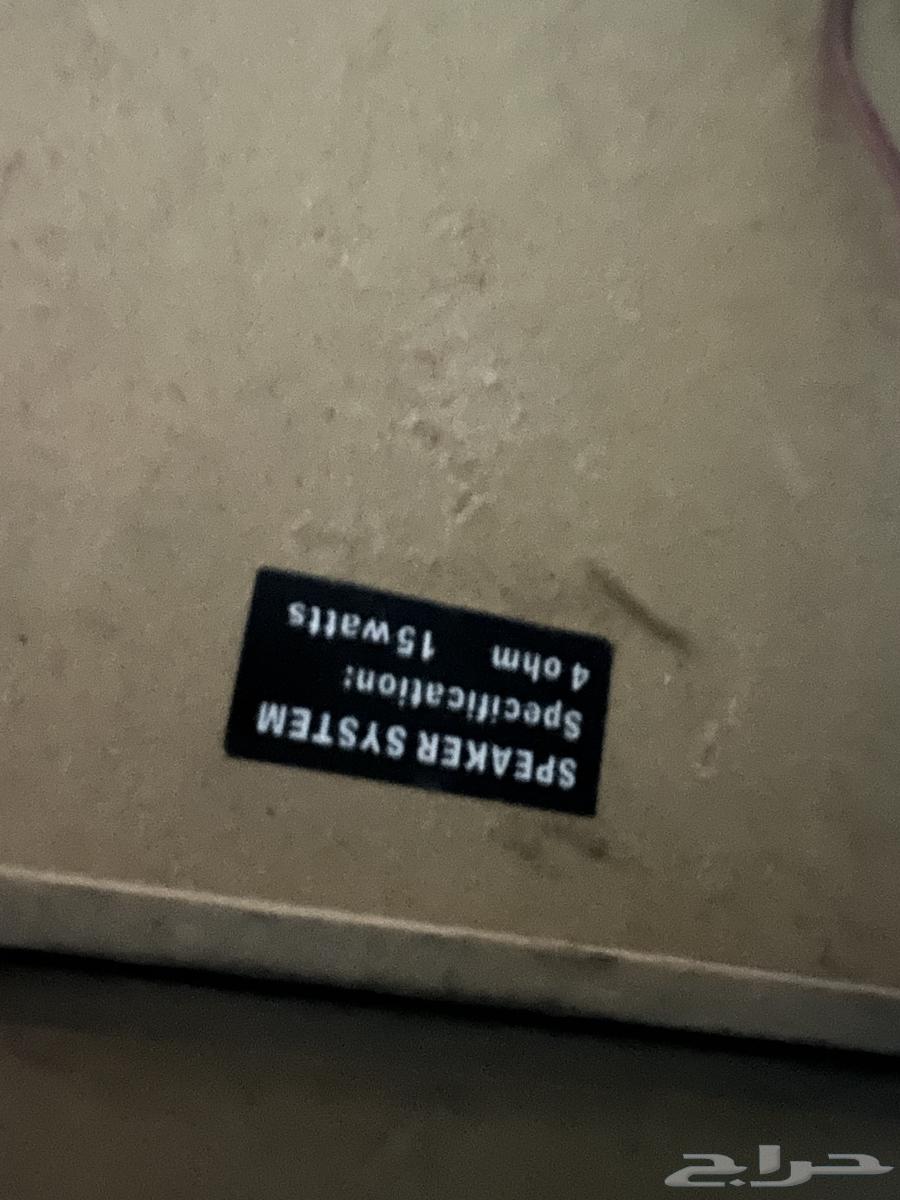 SPEAKER SYSTEM
Specification:
4 ohm 15watts
حراج